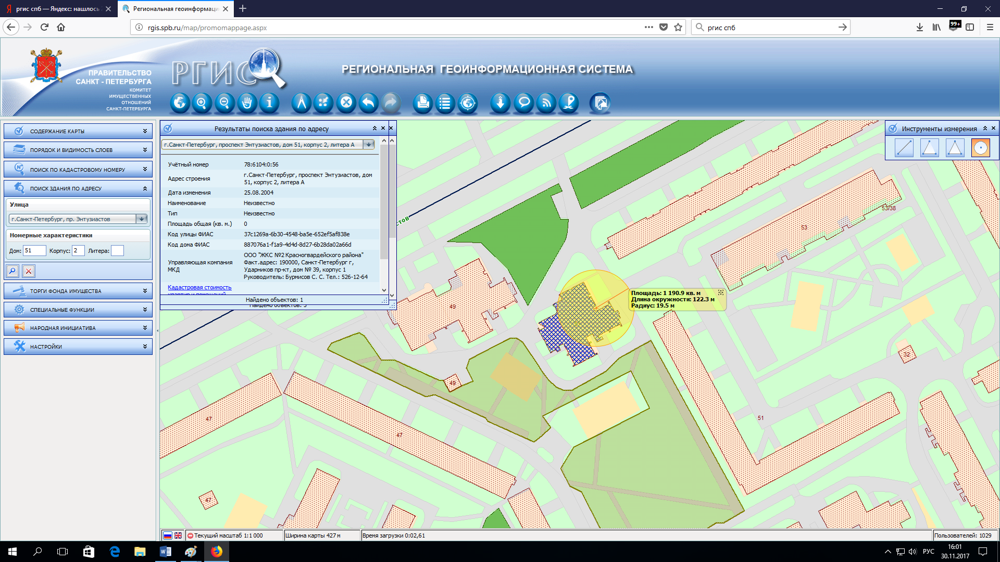 ргис спб — Яндекс: нашлось
Региональная геоинформаци
rgis.spb.ru/map/promomappage.aspx
ргис спб
99+
ПРАВИТЕЛЬСТВО
САНКТ - ПЕТЕРБУРГА
КОМИТЕТ
ИМУЩЕСТВЕННЫХ
ОТНОШЕНИЙ
САНКТ-ПЕТЕРБУРГА
РГИС
РЕГИОНАЛЬНАЯ ГЕОИНФОРМАЦИОННАЯ СИСТЕМА
СОДЕРЖАНИЕ КАРТЫ
ПОРЯДОК И ВИДИМОСТЬ СЛОЕВ
ПОИСК ПО КАДАСТРОВОМУ НОМЕРУ
ПОИСК ЗДАНИЯ ПО АДРЕСУ
Улица
г.Санкт-Петербург, пр. Энтузиастов
Номерные характеристики
Дом: 51 Корпус: 2 Литера:
ТОРГИ ФОНДА ИМУЩЕСТВА
СПЕЦИАЛЬНЫЕ ФУНКЦИИ
НАРОДНАЯ ИНИЦИАТИВА
НАСТРОЙКИ
Результаты поиска здания по адресу
г.Санкт-Петербург, проспект Энтузиастов, дом 51, корпус 2, литера А
Учётный номер 78:6104:0:56
Адрес строения г.Санкт-Петербург, проспект Энтузиастов, дом
51, корпус 2, литера А
Дата изменения 25.08.2004
Наименование Неизвестно
Тип Неизвестно
Площадь общая (кв. м.) 0
Код улицы ФИАС 37c1269a-6b30-4548-ba5e-652ef5af838e
Код дома ФИАС 887076a1-f1a9-4d4d-8d27-6b28da02a66d
Управляющая компания
МКД
ООО "ЖКС №2 Красногвардейского района"
Факт.адрес: 190000, Санкт-Петербург г,
Ударников пр-кт, дом № 39, корпус 1
Руководитель: Бурмисов С. С. Тел.: 526-12-64
Кадастровая стоимость
квартир и помещений
Найдено объектов: 1
Найдено объектов: 5
Инструменты измерения
стов
53/38
53
49
Площадь: 1 190.9 кв. м
Длина окружности: 122.3 м
Радиус: 19.5 м
32
49
47
47
51
47
Текущий масштаб 1:1 000
Ширина карты 427 м
Время загрузки 0:02,61
Пользователей: 1029
РУС
16:01
30.11.2017